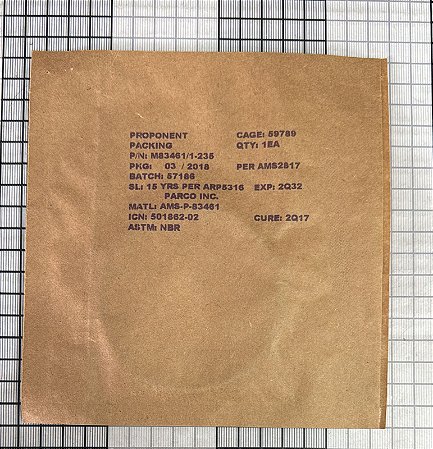 PROPONENT CAGE: 59789
PACKING QTY: 1EA
P/N: M83461/1-235
PKG: 03 / 2018 PER AMS2817
BATCH: 57186
SL: 15 YRS PER ARP5316 EXP: 2Q32
PARCO INC.
MATL: AMS-P-83461
ICN: 501862-02 CURE: 2Q17
ASTM: NBR